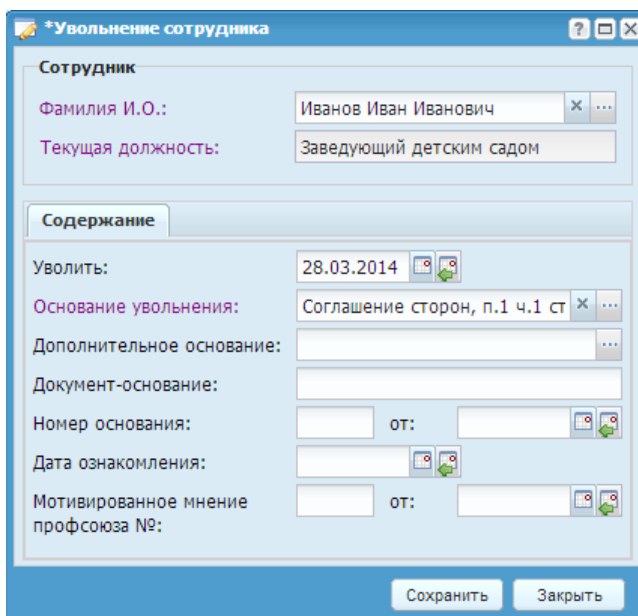 *Увольнение сотрудника
Сотрудник
Фамилия И.О.: Иванов Иван Иванович
Текущая должность: Заведующий детским садом
Содержание
Уволить: 28.03.2014
Основание увольнения: Соглашение сторон, п.1 ч.1 ст
Дополнительное основание:
Документ-основание:
Номер основания: от:
Дата ознакомления:
Мотивированное мнение от:
профсоюза №:
Сохранить Закрыть